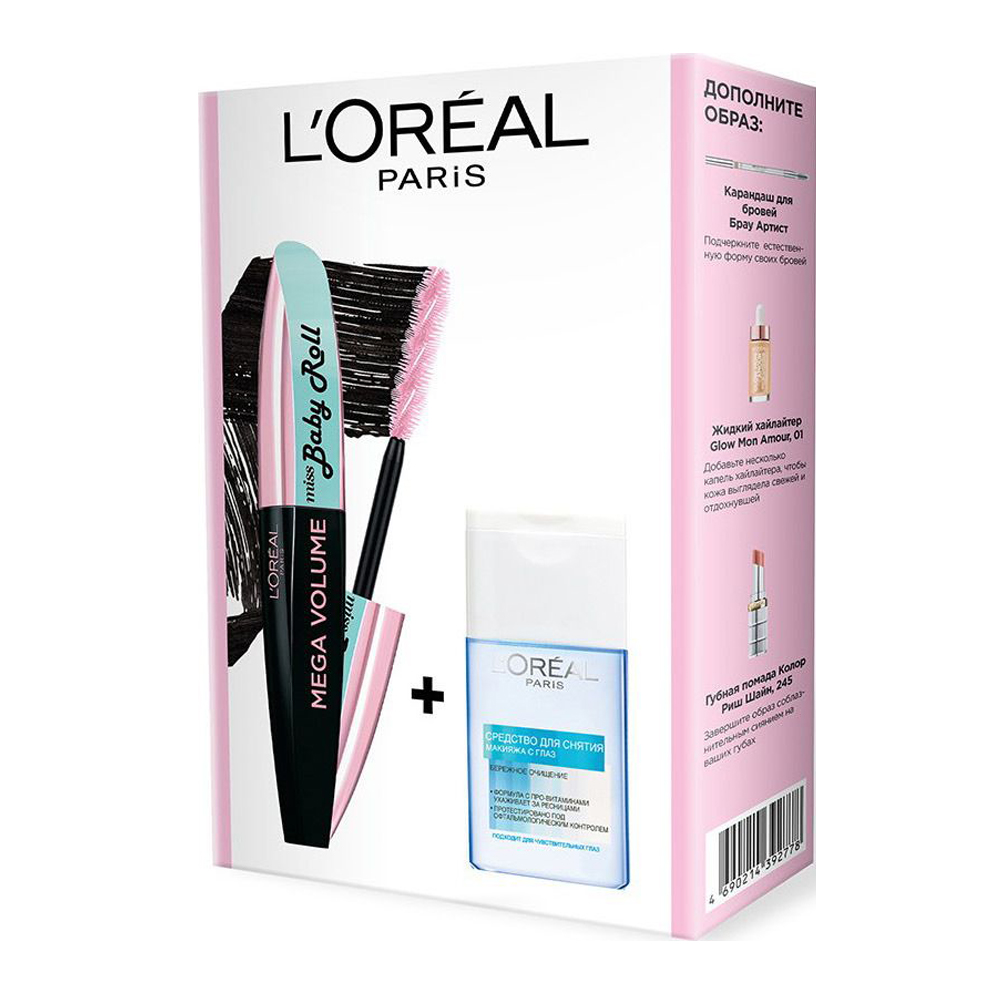 L'ORÉAL
PARiS
miss Baby Roll
MEGA VOLUME
L'ORÉAL
PARIS
+
L'ORÉAL
PARIS
СРЕДСТВО ДЛЯ СНЯТИЯ
МАКИЯЖА С ГЛАЗ
БЕРЕЖНОЕ ОЧИЩЕНИЕ
• ФОРМУЛА С ПРО-ВИТАМИНАМИ
УХАЖИВАЕТ ЗА РЕСНИЦАМИ
• ПРОТЕСТИРОВАНО ПОД
ОФТАЛЬМОЛОГИЧЕСКИМ КОНТРОЛЕМ
ПОДХОДИТ ДЛЯ ЧУВСТВИТЕЛЬНЫХ ГЛАЗ
ДОПОЛНИТЕ
ОБРАЗ:
Карандаш для
бровей
Брау Артист
Подчеркните естествен-
ную форму своих бровей
Жидкий хайлайтер
Glow Mon Amour, 01
Добавьте несколько
капель хайлайтера, чтобы
кожа выглядела свежей и
отдохнувшей
Губная помада Колор
Риш Шайн, 245
Завершите образ соблаз-
нительным сиянием на
ваших губах
4 690214 392778